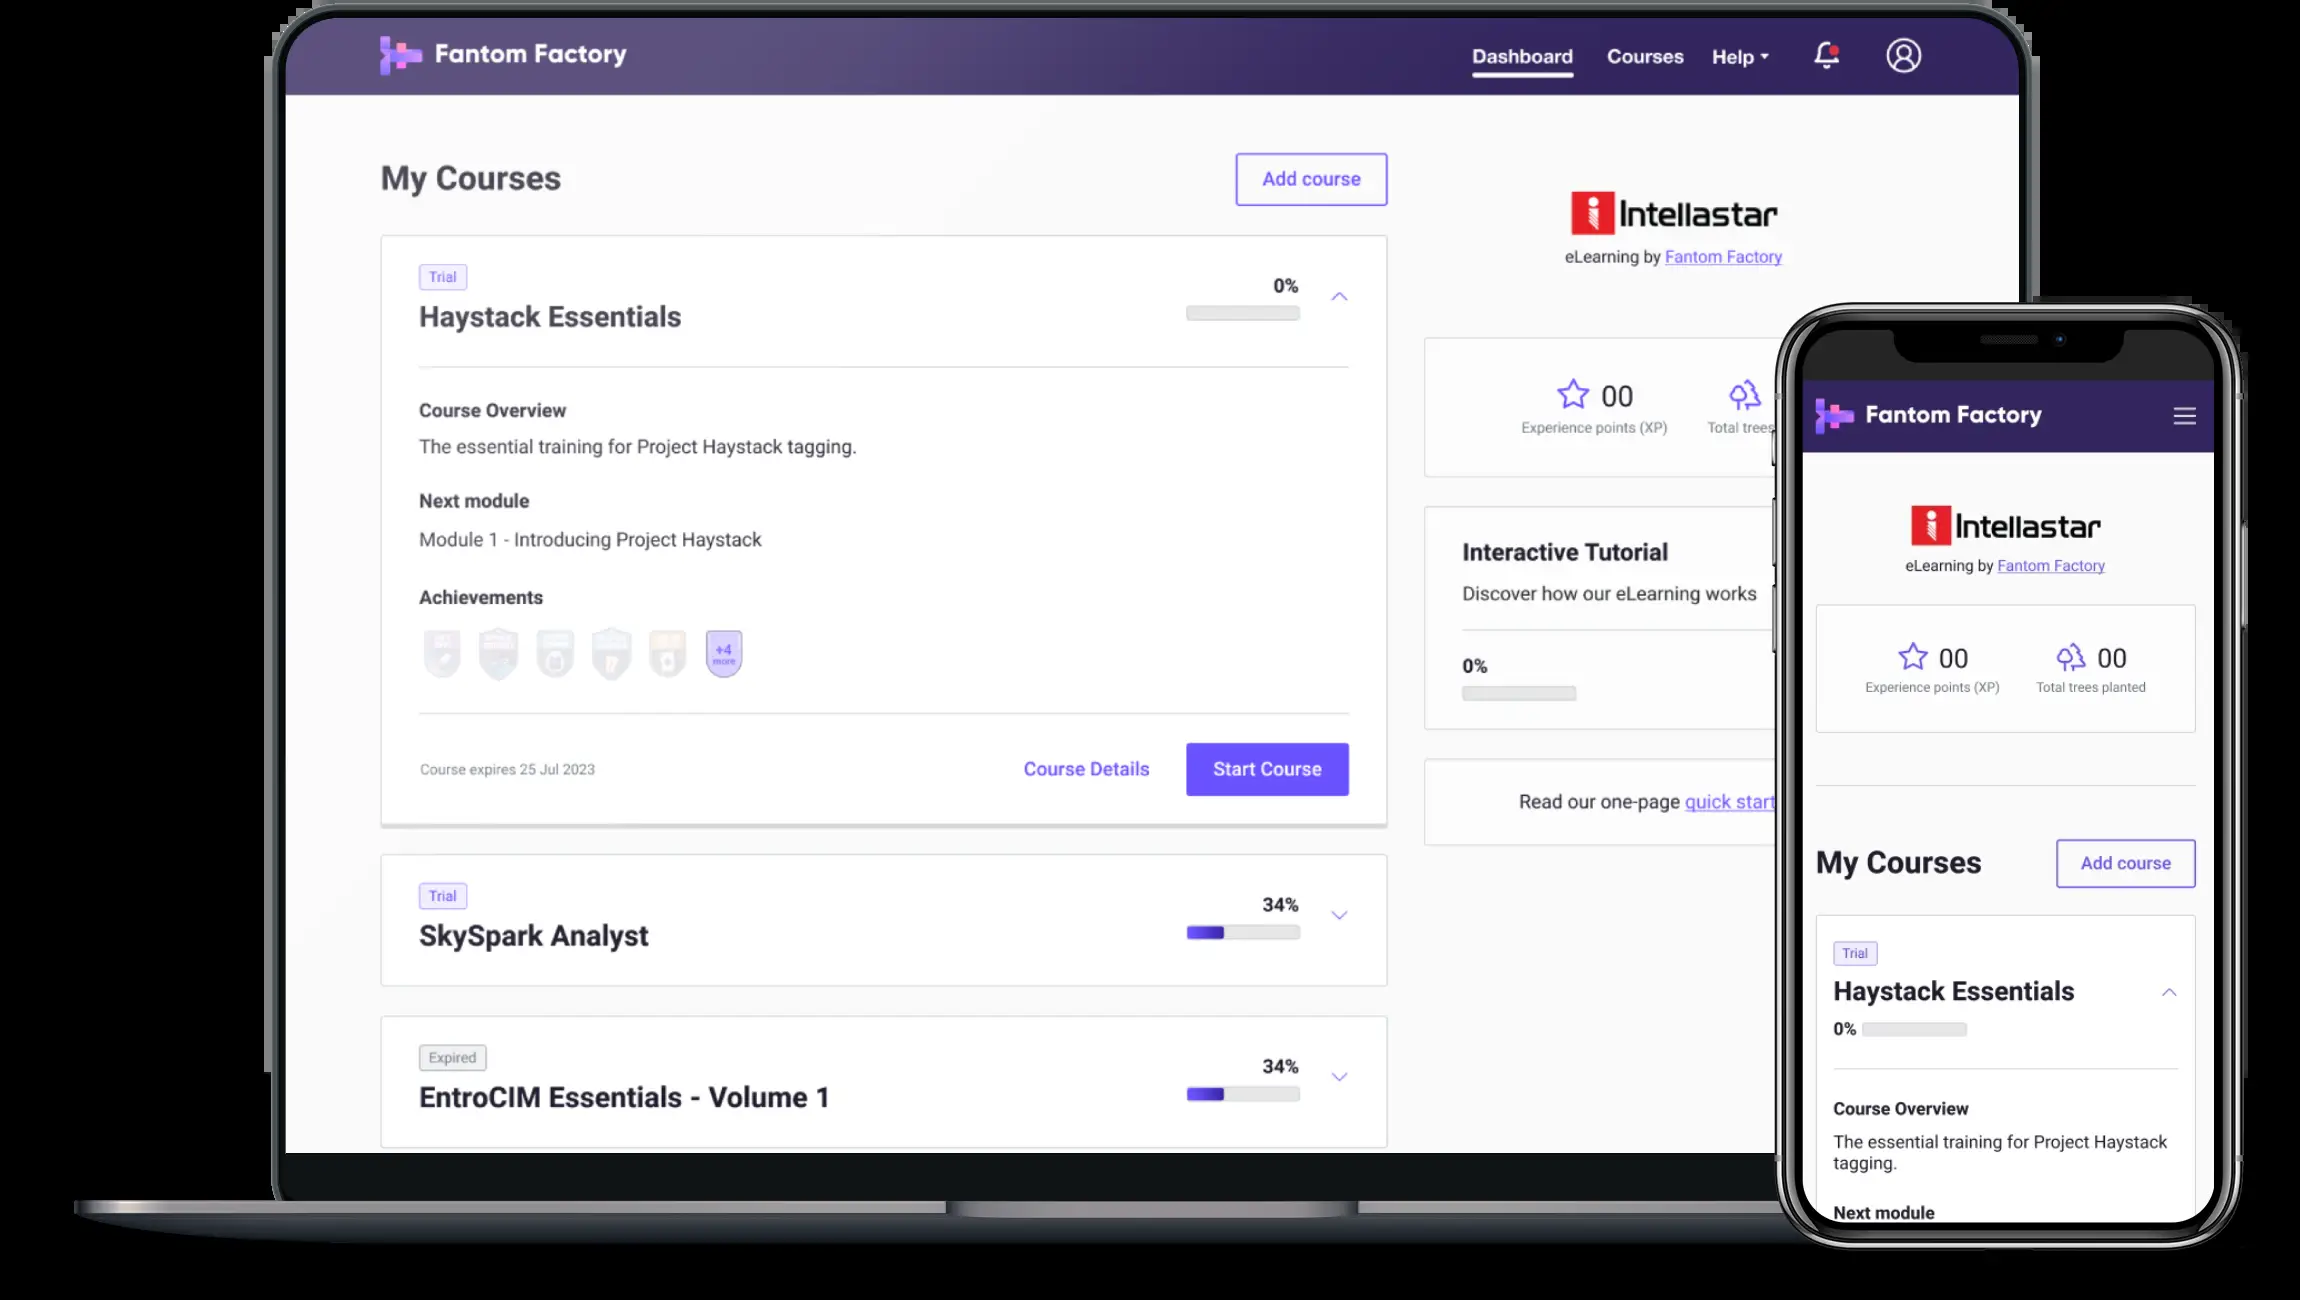 Fantom Factory
Dashboard
Courses
Help
My Courses
Add course
Trial
Haystack Essentials
0%
Course Overview
The essential training for Project Haystack tagging.
Next module
Module 1 - Introducing Project Haystack
Achievements
+4
more
Course expires 25 Jul 2023
Course Details
Start Course
Trial
SkySpark Analyst
34%
Expired
EntroCIM Essentials - Volume 1
34%
Intellastar
eLearning by Fantom Factory
00
Experience points (XP)
Total trees
Interactive Tutorial
Discover how our eLearning works
0%
Read our one-page quick start
Fantom Factory
Intellastar
eLearning by Fantom Factory
00
Experience points (XP)
00
Total trees planted
My Courses
Add course
Trial
Haystack Essentials
0%
Course Overview
The essential training for Project Haystack
tagging.
Next module